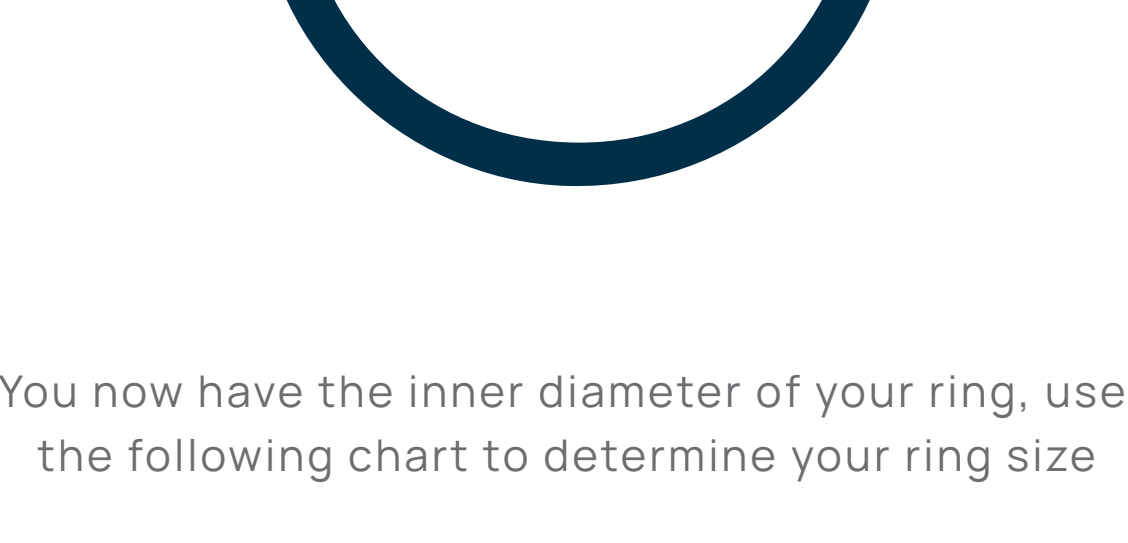 You now have the inner diameter of your ring, use
the following chart to determine your ring size